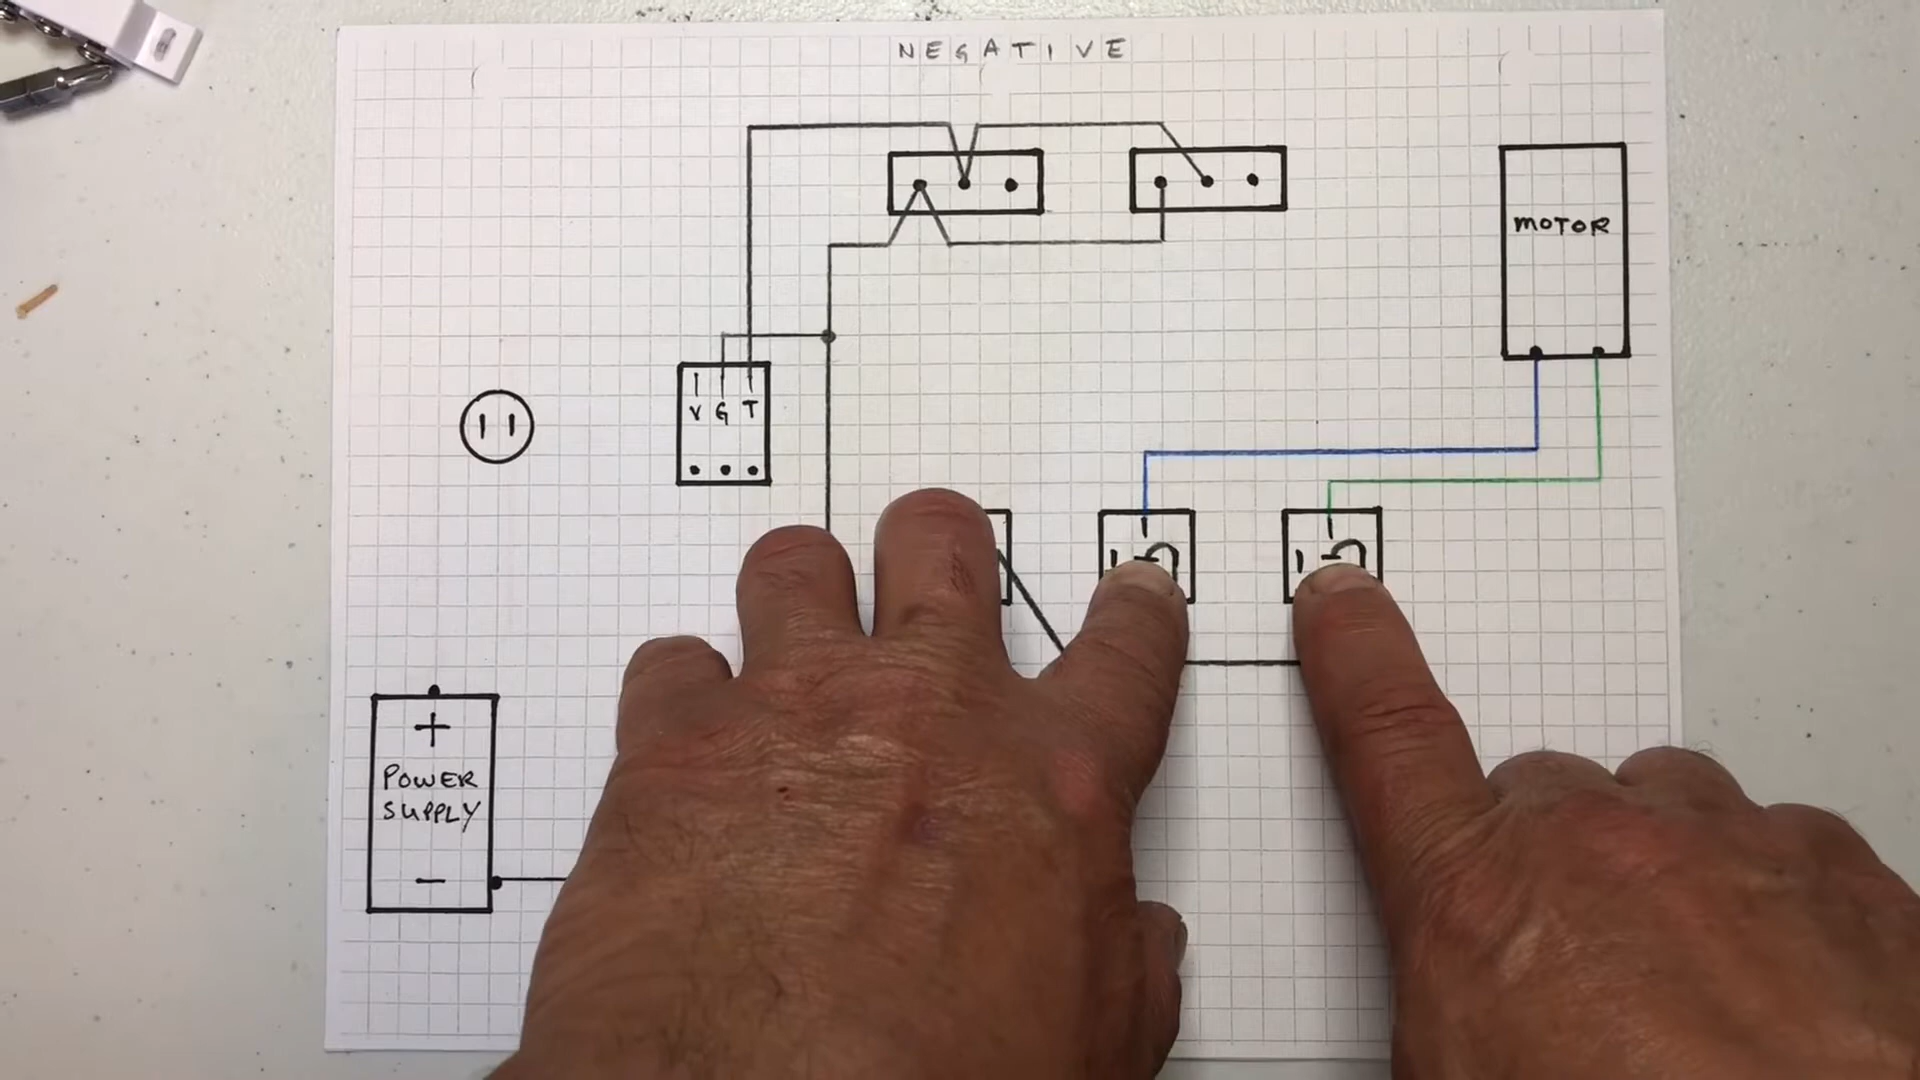 NEGATIVE
MOTOR
V G T
+
POWER
SUPPLY
−